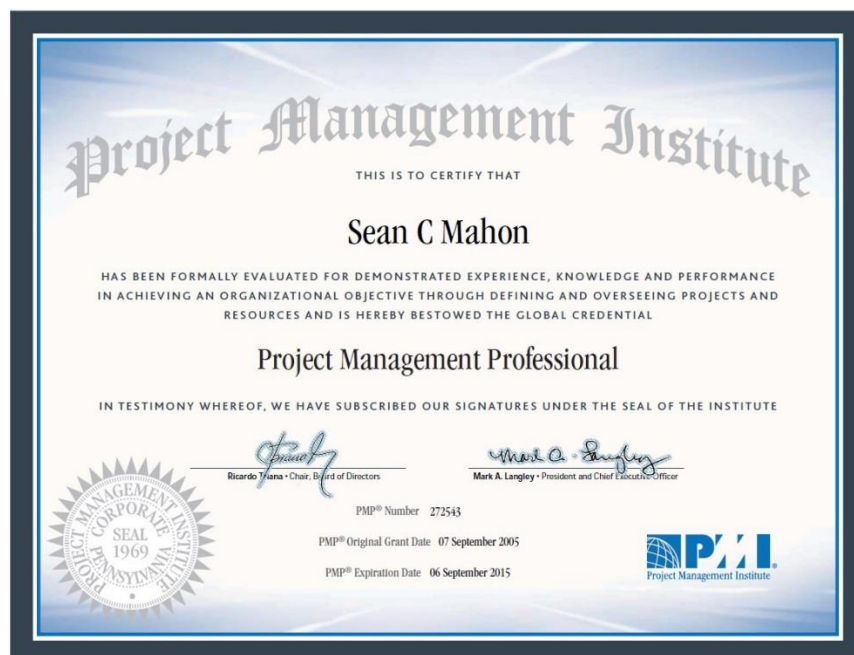 Project Management Institute
THIS IS TO CERTIFY THAT
Sean C Mahon
HAS BEEN FORMALLY EVALUATED FOR DEMONSTRATED EXPERIENCE, KNOWLEDGE AND PERFORMANCE
IN ACHIEVING AN ORGANIZATIONAL OBJECTIVE THROUGH DEFINING AND OVERSEEING PROJECTS AND
RESOURCES AND IS HEREBY BESTOWED THE GLOBAL CREDENTIAL
Project Management Professional
IN TESTIMONY WHEREOF, WE HAVE SUBSCRIBED OUR SIGNATURES UNDER THE SEAL OF THE INSTITUTE
Mark A. Langley
Ricardo Triana • Chair, Board of Directors
Mark A. Langley • President and Chief Executive Officer
PMP® Number 272543
PMP® Original Grant Date 07 September 2005
PMP® Expiration Date 06 September 2015
PROJECT MANAGEMENT INSTITUTE
CORPORATE
SEAL
1969
PENNSYLVANIA
PMI®
Project Management Institute